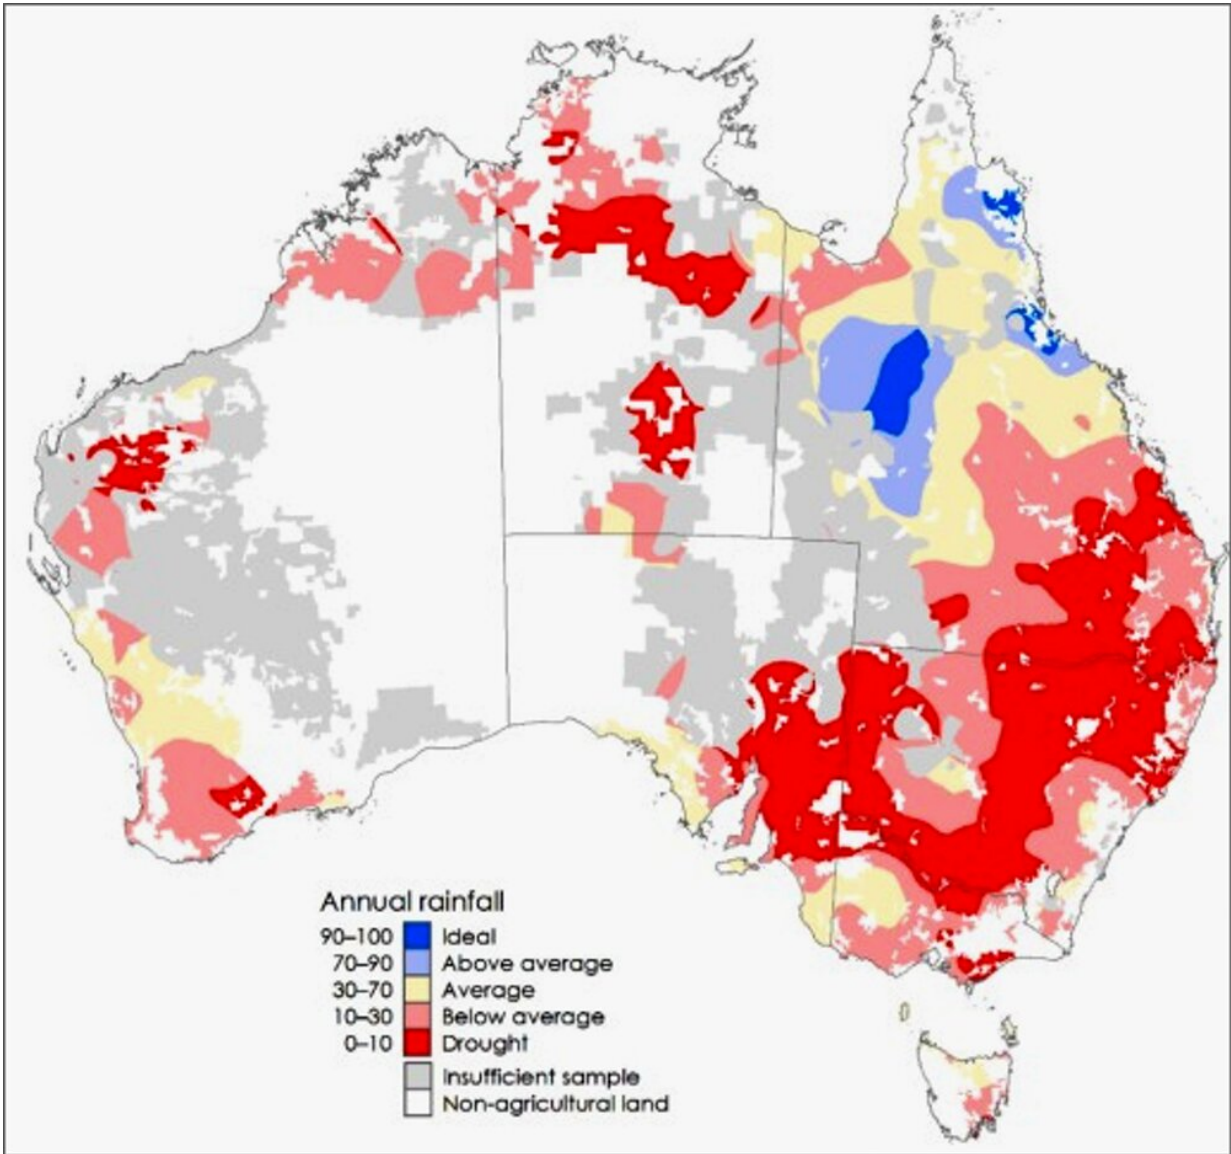 Annual rainfall
90–100 Ideal
70–90 Above average
30–70 Average
10–30 Below average
0–10 Drought
Insufficient sample
Non-agricultural land